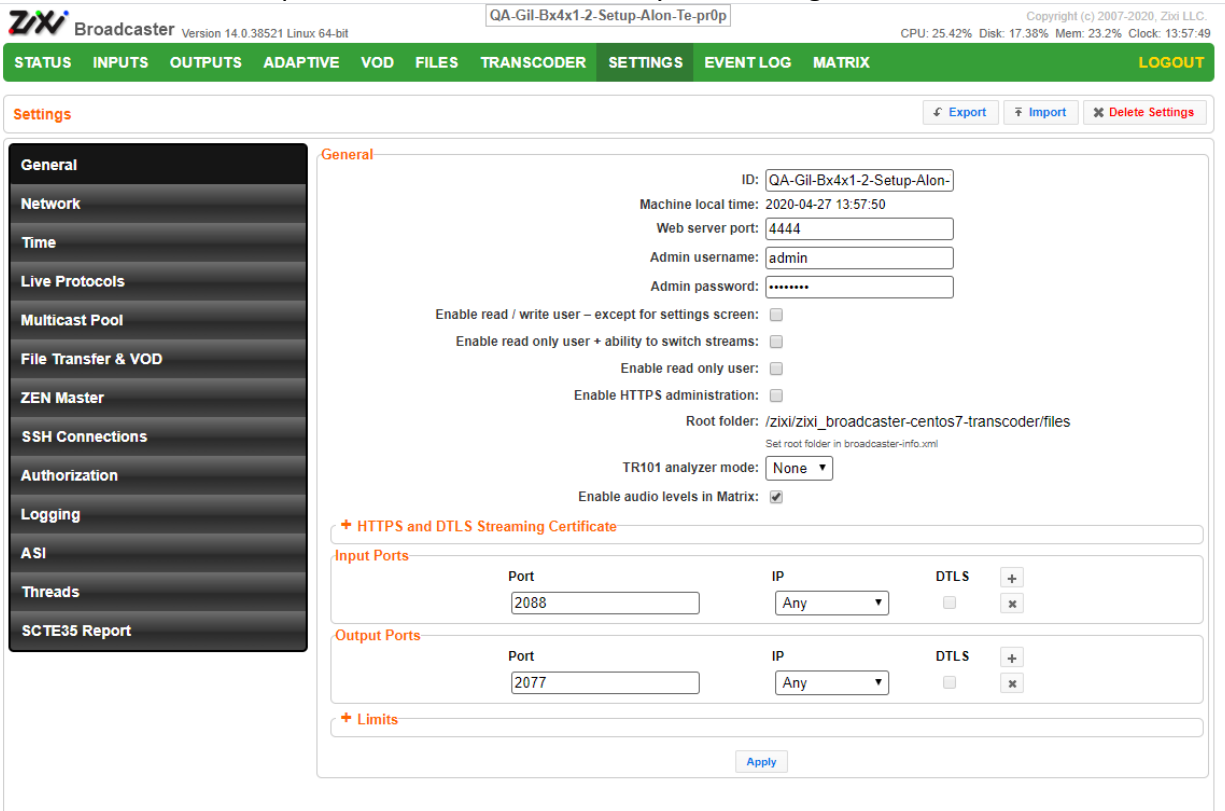 QA-Gil-Bx4x1-2-Setup-Alon-Te-pr0p
Copyright (c) 2007-2020, Zixi LLC.
ZiXi Broadcaster Version 14.0.38521 Linux 64-bit
CPU: 25.42% Disk: 17.38% Mem: 23.2% Clock: 13:57:49
STATUS INPUTS OUTPUTS ADAPTIVE VOD FILES TRANSCODER SETTINGS EVENT LOG MATRIX LOGOUT
Settings Export Import Delete Settings
General
Network
Time
Live Protocols
Multicast Pool
File Transfer & VOD
ZEN Master
SSH Connections
Authorization
Logging
ASI
Threads
SCTE35 Report
General
ID: QA-Gil-Bx4x1-2-Setup-Alon-
Machine local time: 2020-04-27 13:57:50
Web server port: 4444
Admin username: admin
Admin password: ••••••••
Enable read / write user – except for settings screen:
Enable read only user + ability to switch streams:
Enable read only user:
Enable HTTPS administration:
Root folder: /zixi/zixi_broadcaster-centos7-transcoder/files
Set root folder in broadcaster-info.xml
TR101 analyzer mode: None
Enable audio levels in Matrix:
+ HTTPS and DTLS Streaming Certificate
Input Ports
Port IP DTLS +
2088 Any
Output Ports
Port IP DTLS +
2077 Any
+ Limits
Apply